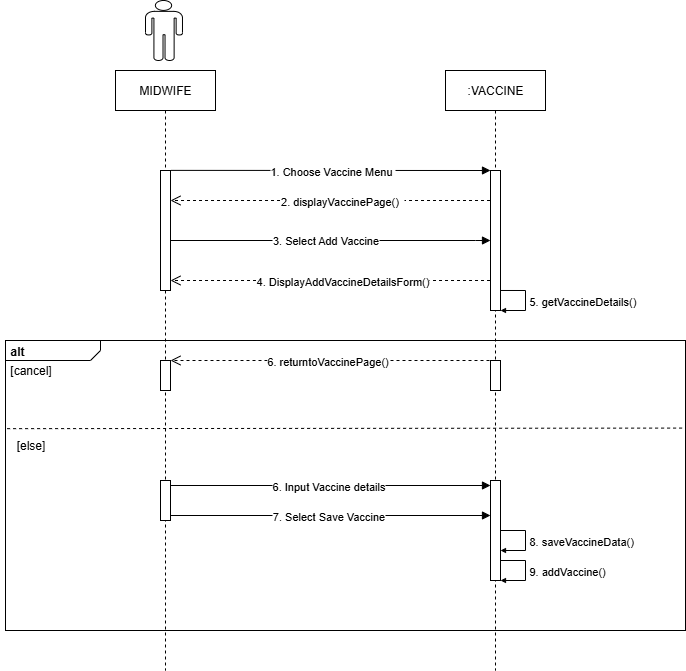 MIDWIFE
:VACCINE
1. Choose Vaccine Menu
2. displayVaccinePage()
3. Select Add Vaccine
4. DisplayAddVaccineDetailsForm()
5. getVaccineDetails()
alt
[cancel]
6. returntoVaccinePage()
[else]
6. Input Vaccine details
7. Select Save Vaccine
8. saveVaccineData()
9. addVaccine()